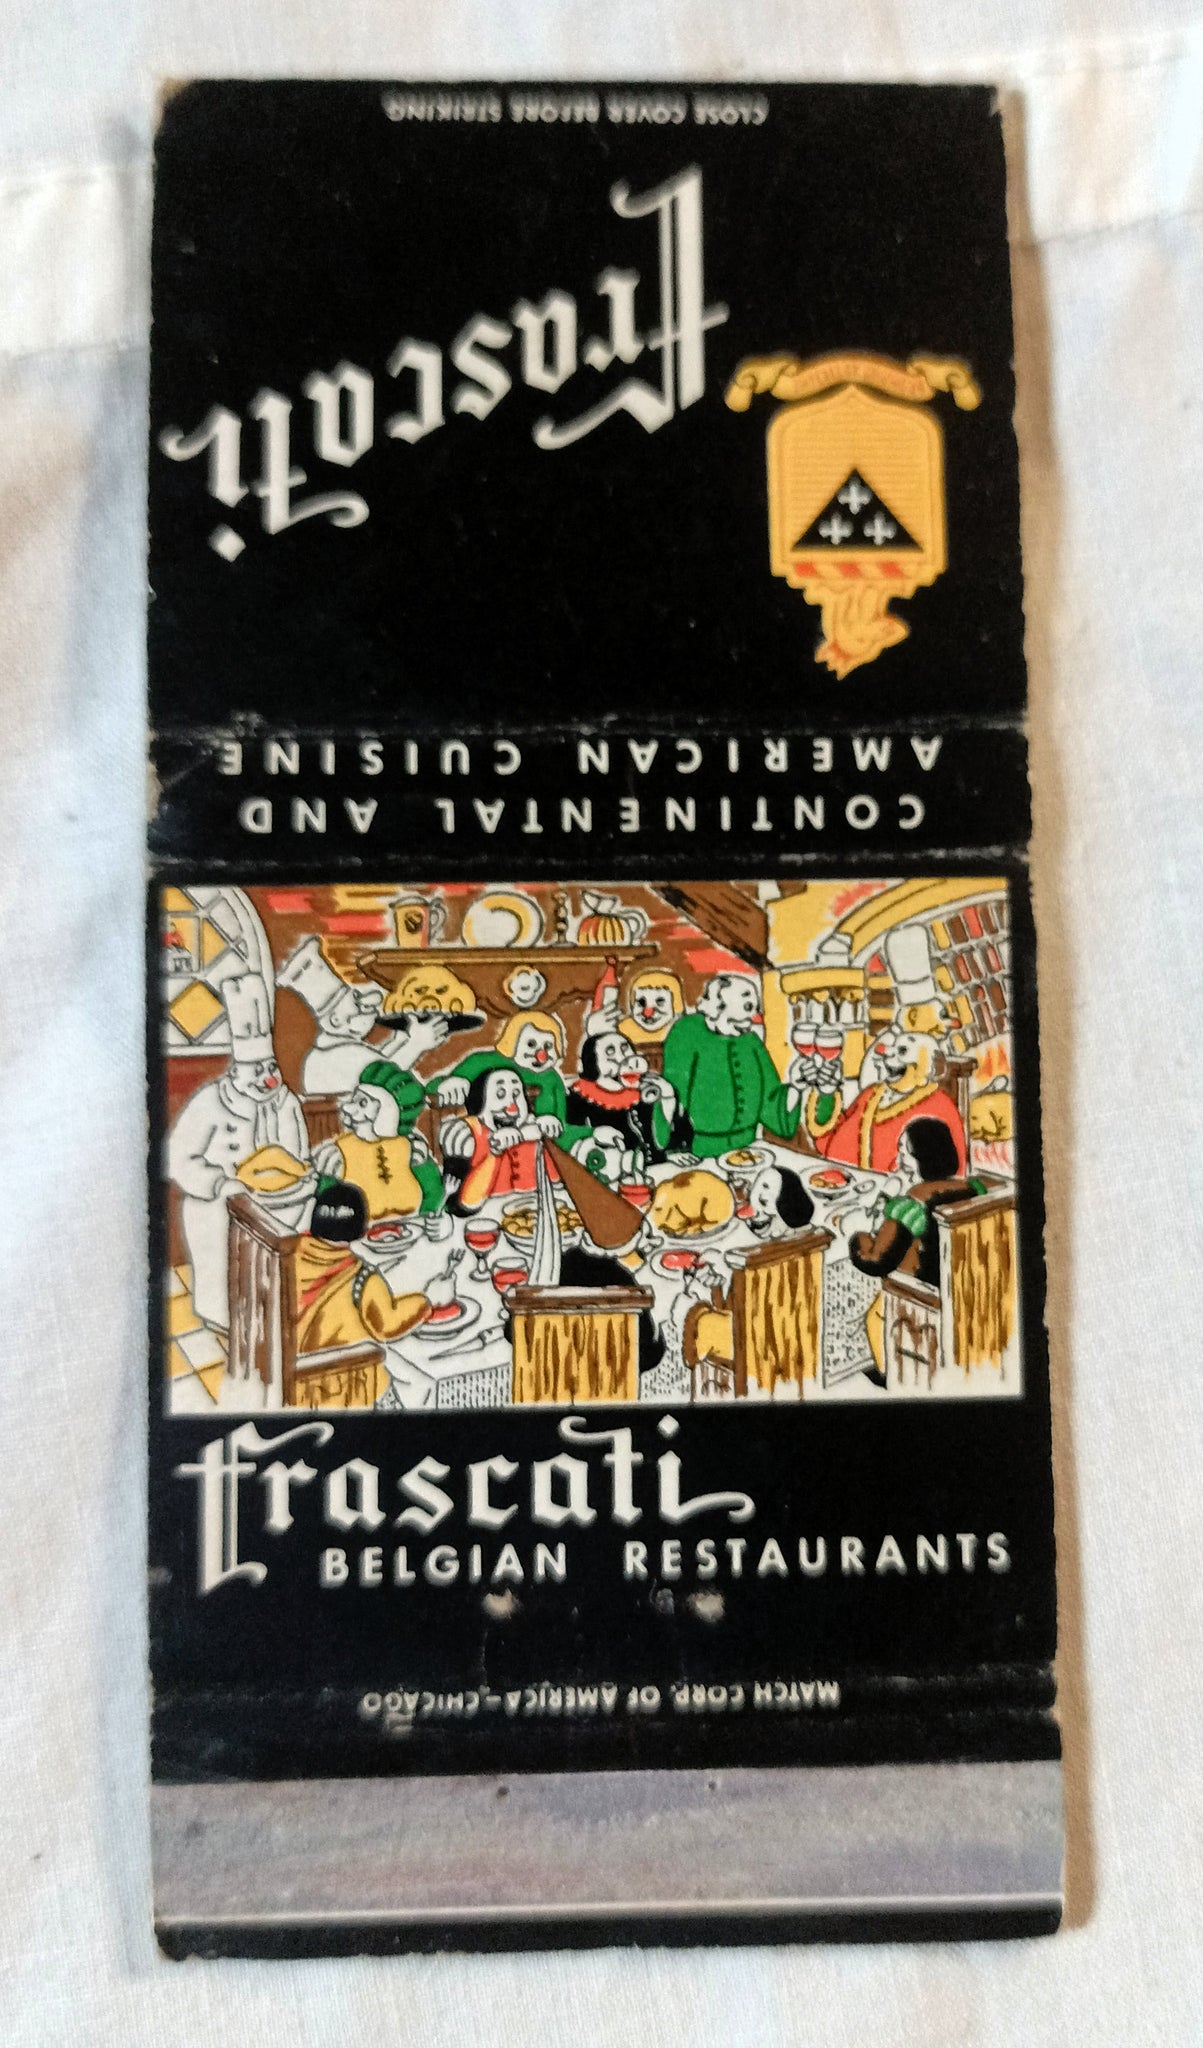 CLOSE COVER BEFORE STRIKING
Frascati
CONTINENTAL AND
AMERICAN CUISINE
Frascati
BELGIAN RESTAURANTS
MATCH CORP. OF AMERICA—CHICAGO